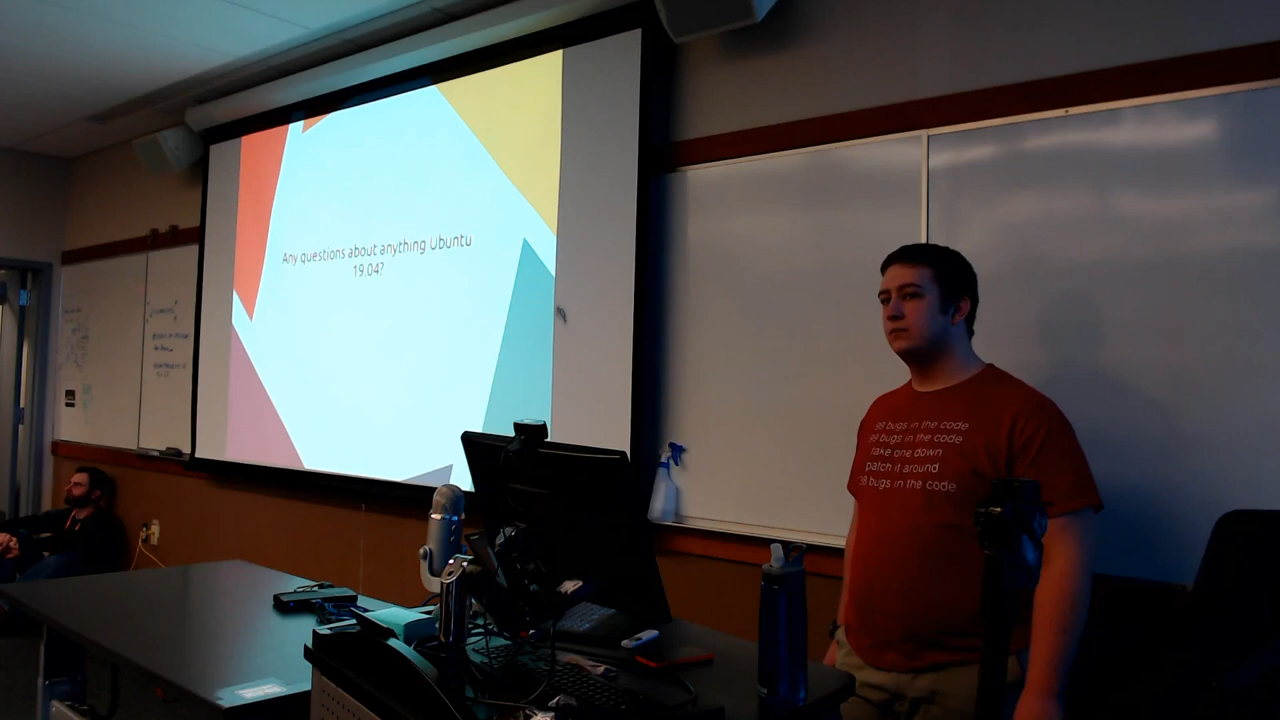 Any questions about anything Ubuntu
19.04?
99 bugs in the code
99 bugs in the code
take one down
patch it around
bugs in the code